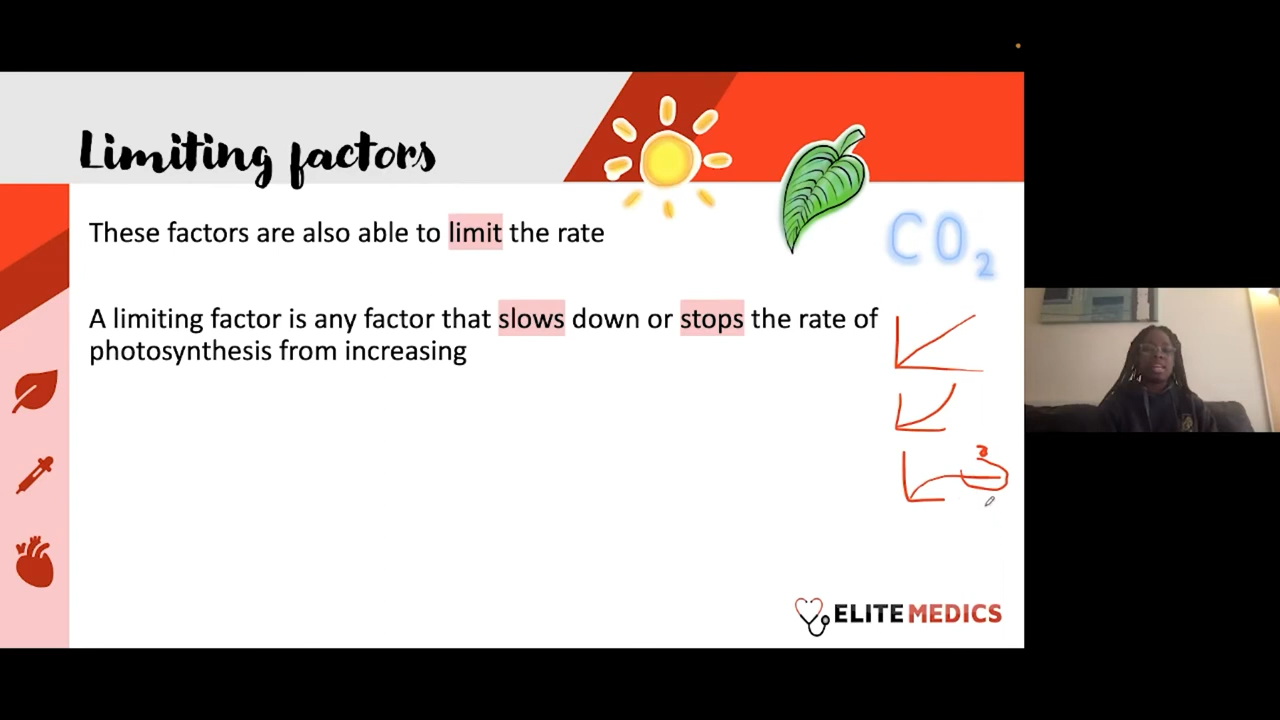 Limiting factors
These factors are also able to limit the rate
CO2
A limiting factor is any factor that slows down or stops the rate of
photosynthesis from increasing
ELITE MEDICS